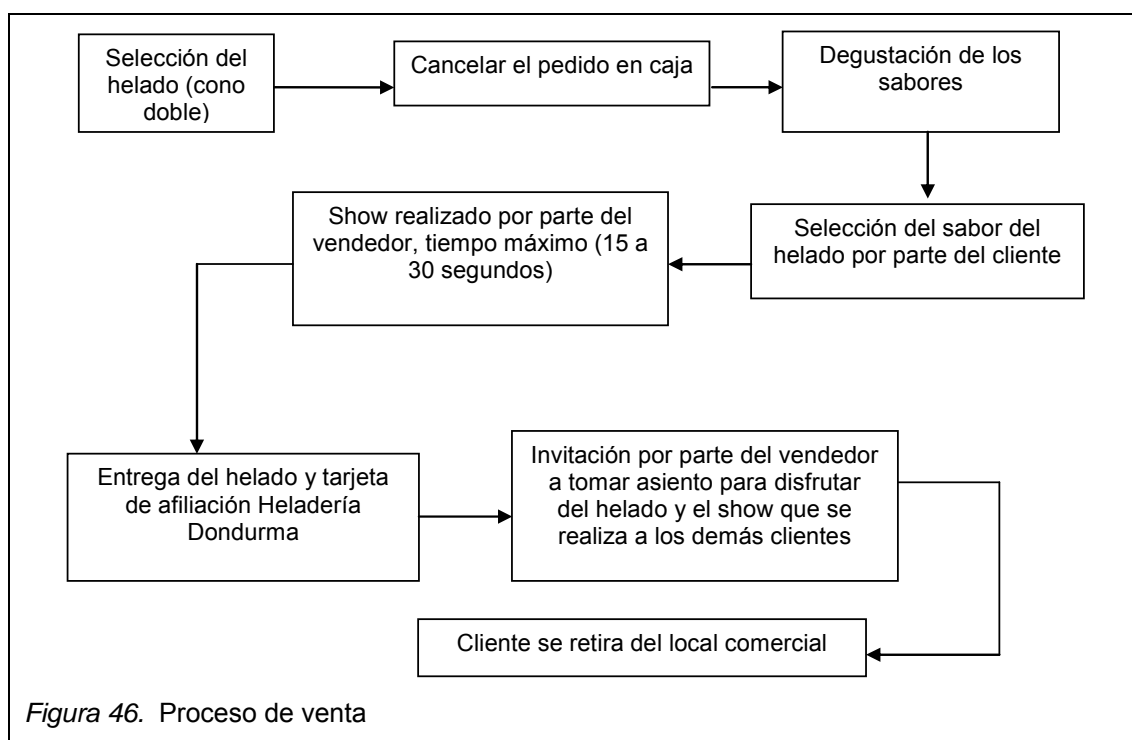 Selección del
helado (cono
doble)
Cancelar el pedido en caja
Degustación de los
sabores
Selección del sabor del
helado por parte del cliente
Show realizado por parte del
vendedor, tiempo máximo (15 a
30 segundos)
Entrega del helado y tarjeta
de afiliación Heladería
Dondurma
Invitación por parte del vendedor
a tomar asiento para disfrutar
del helado y el show que se
realiza a los demás clientes
Cliente se retira del local comercial
Figura 46. Proceso de venta